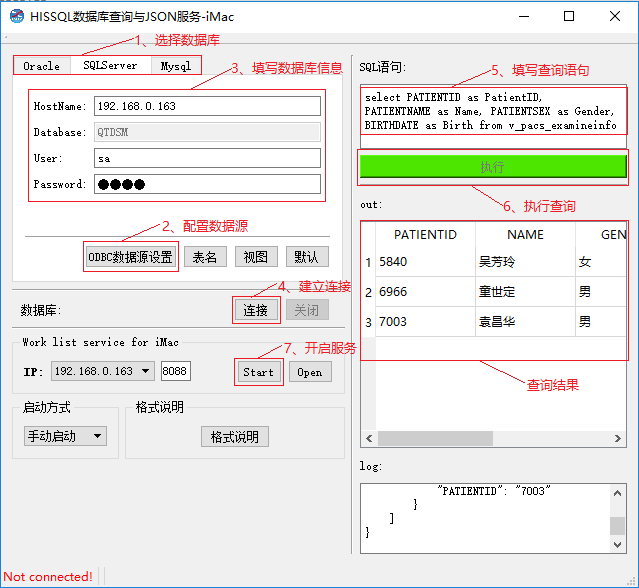 HISSQL数据库查询与JSON服务-iMac
1、选择数据库
Oracle SQLServer Mysql
3、填写数据库信息
HostName: 192.168.0.163
Database: QTDSM
User: sa
Password: ●●●●
2、配置数据源
ODBC数据源设置 表名 视图 默认
4、建立连接
数据库: 连接 关闭
7、开启服务
Work list service for iMac
IP: 192.168.0.163 8088 Start Open
启动方式
手动启动
格式说明
格式说明
Not connected!
SQL语句:
5、填写查询语句
select PATIENTID as PatientID,
PATIENTNAME as Name, PATIENTSEX as Gender,
BIRTHDATE as Birth from v_pacs_examineinfo
执行
6、执行查询
out:
PATIENTID NAME GEN
1 5840 吴芳玲 女
2 6966 童世定 男
3 7003 袁昌华 男
查询结果
log:
"PATIENTID": "7003"
}
]
}